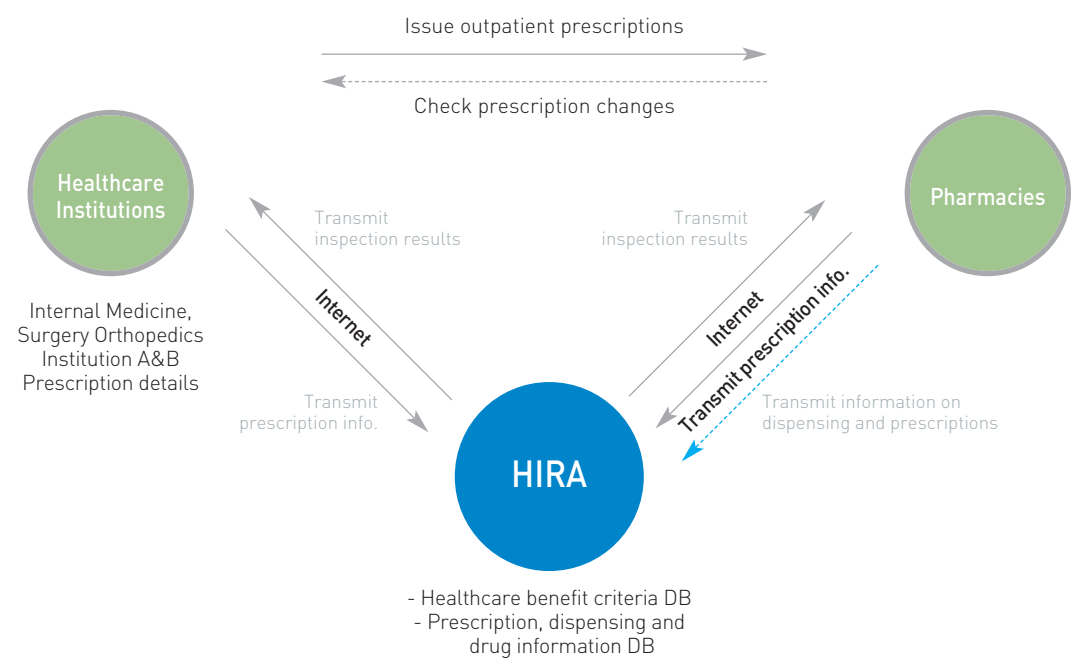 Issue outpatient prescriptions
Check prescription changes
Healthcare
Institutions
Pharmacies
Transmit
inspection results
Transmit
inspection results
Internet
Internet
Transmit prescription info.
Internal Medicine,
Surgery Orthopedics
Institution A&B
Prescription details
Transmit
prescription info.
Transmit information on
dispensing and prescriptions
HIRA
- Healthcare benefit criteria DB
- Prescription, dispensing and
drug information DB